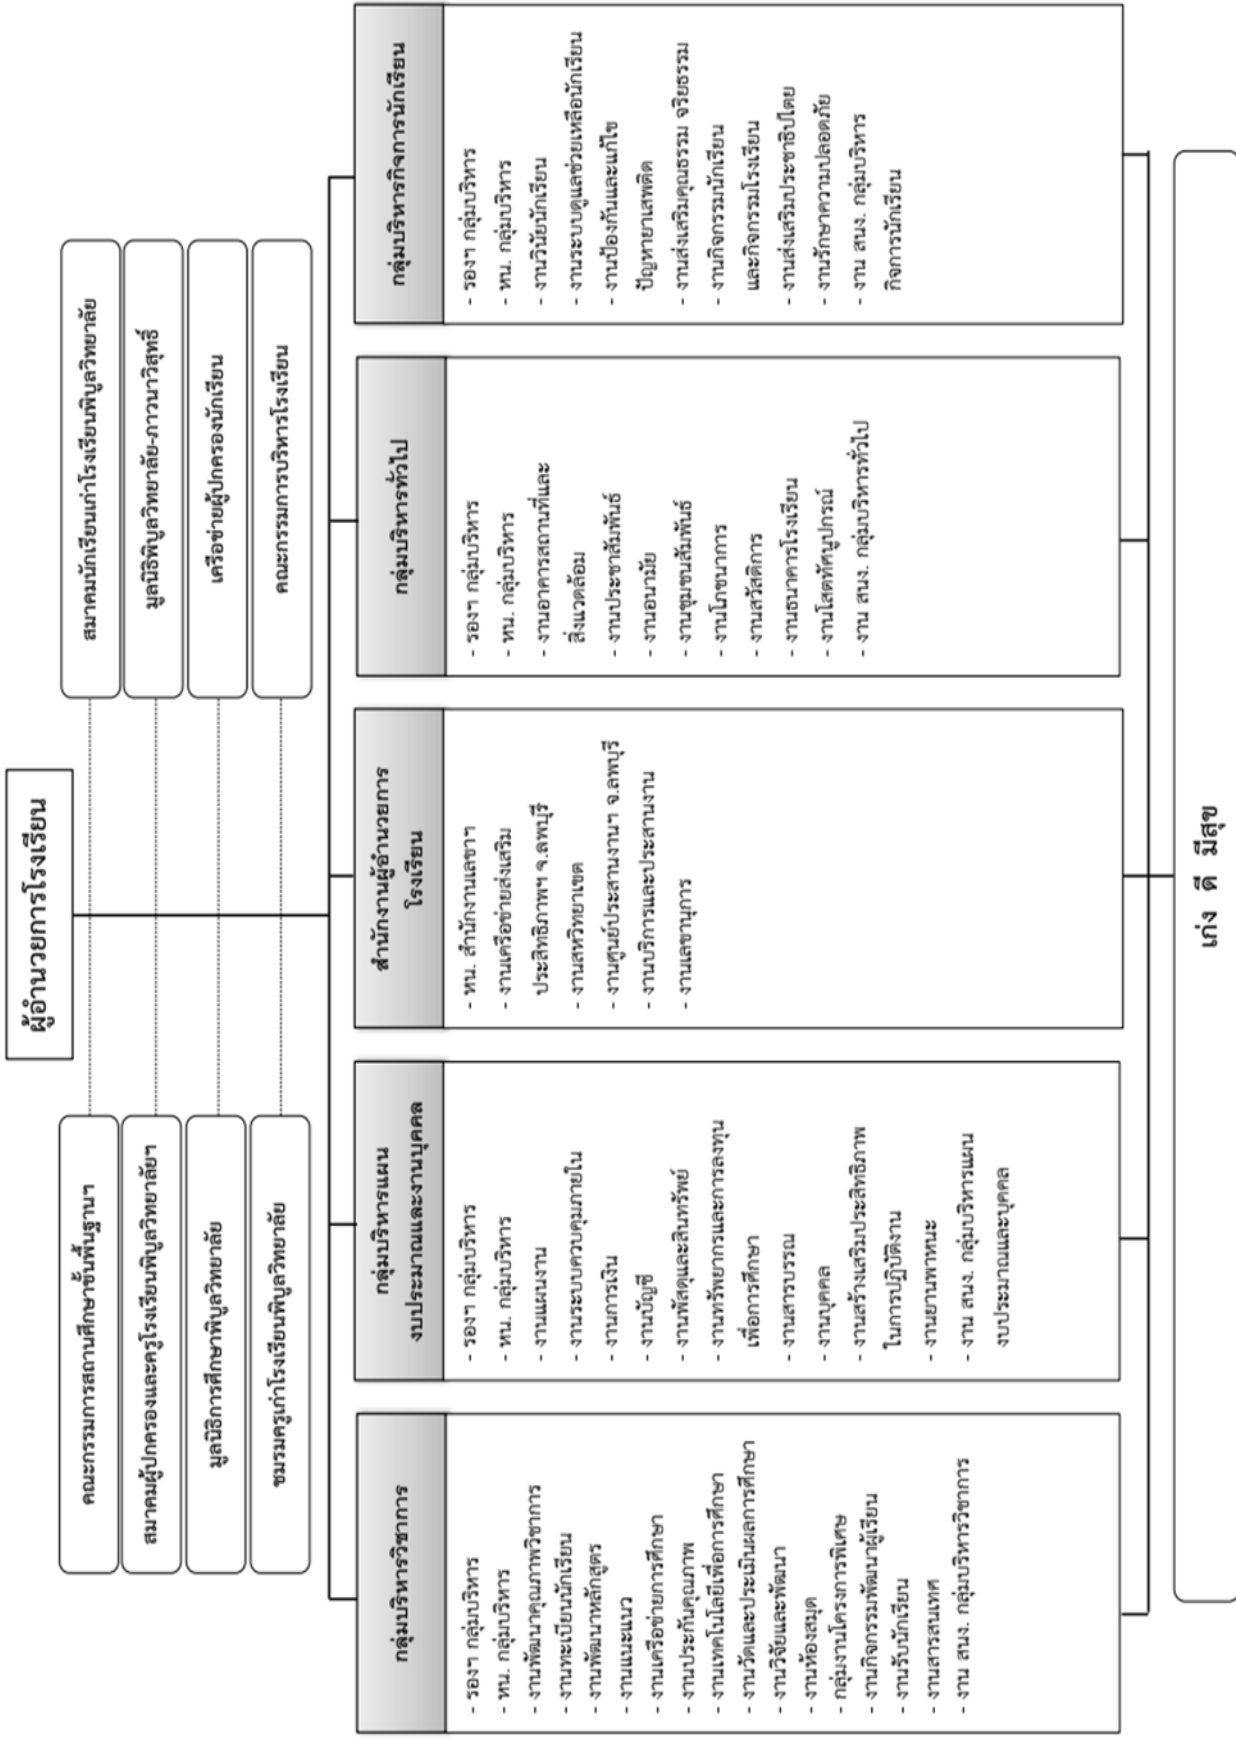 ผู้อำนวยการโรงเรียน
คณะกรรมการสถานศึกษาขั้นพื้นฐานฯ
สมาคมผู้ปกครองและครูโรงเรียนพิบูลวิทยาลัยฯ
มูลนิธิการศึกษาพิบูลวิทยาลัย
ชมรมครูเก่าโรงเรียนพิบูลวิทยาลัย
สมาคมนักเรียนเก่าโรงเรียนพิบูลวิทยาลัย
มูลนิธิพิบูลวิทยาลัย-ภาวนาวิสุทธิ์
เครือข่ายผู้ปกครองนักเรียน
คณะกรรมการบริหารโรงเรียน
กลุ่มบริหารวิชาการ
- รองฯ กลุ่มบริหาร
- หน. กลุ่มบริหาร
- งานพัฒนาคุณภาพวิชาการ
- งานทะเบียนนักเรียน
- งานพัฒนาหลักสูตร
- งานแนะแนว
- งานเครือข่ายการศึกษา
- งานประกันคุณภาพ
- งานเทคโนโลยีเพื่อการศึกษา
- งานวัดและประเมินผลการศึกษา
- งานวิจัยและพัฒนา
- งานห้องสมุด
- กลุ่มงานโครงการพิเศษ
- งานกิจกรรมพัฒนาผู้เรียน
- งานรับนักเรียน
- งานสารสนเทศ
- งาน สนง. กลุ่มบริหารวิชาการ
กลุ่มบริหารแผน
งบประมาณและงานบุคคล
- รองฯ กลุ่มบริหาร
- หน. กลุ่มบริหาร
- งานแผนงาน
- งานระบบควบคุมภายใน
- งานการเงิน
- งานบัญชี
- งานพัสดุและสินทรัพย์
- งานทรัพยากรและการลงทุน
เพื่อการศึกษา
- งานสารบรรณ
- งานบุคคล
- งานสร้างเสริมประสิทธิภาพ
ในการปฏิบัติงาน
- งานยานพาหนะ
- งาน สนง. กลุ่มบริหารแผน
งบประมาณและบุคคล
สำนักงานผู้อำนวยการ
โรงเรียน
- หน. สำนักงานเลขาฯ
- งานเครือข่ายส่งเสริม
ประสิทธิภาพฯ จ.ลพบุรี
- งานสหวิทยาเขต
- งานศูนย์ประสานงานฯ จ.ลพบุรี
- งานบริการและประสานงาน
- งานเลขานุการ
กลุ่มบริหารทั่วไป
- รองฯ กลุ่มบริหาร
- หน. กลุ่มบริหาร
- งานอาคารสถานที่และ
สิ่งแวดล้อม
- งานประชาสัมพันธ์
- งานอนามัย
- งานชุมชนสัมพันธ์
- งานโภชนาการ
- งานสวัสดิการ
- งานธนาคารโรงเรียน
- งานโสตทัศนูปกรณ์
- งาน สนง. กลุ่มบริหารทั่วไป
กลุ่มบริหารกิจการนักเรียน
- รองฯ กลุ่มบริหาร
- หน. กลุ่มบริหาร
- งานวินัยนักเรียน
- งานระบบดูแลช่วยเหลือนักเรียน
- งานป้องกันและแก้ไข
ปัญหายาเสพติด
- งานส่งเสริมคุณธรรม จริยธรรม
- งานกิจกรรมนักเรียน
และกิจกรรมโรงเรียน
- งานส่งเสริมประชาธิปไตย
- งานรักษาความปลอดภัย
- งาน สนง. กลุ่มบริหาร
กิจการนักเรียน
เก่ง ดี มีสุข